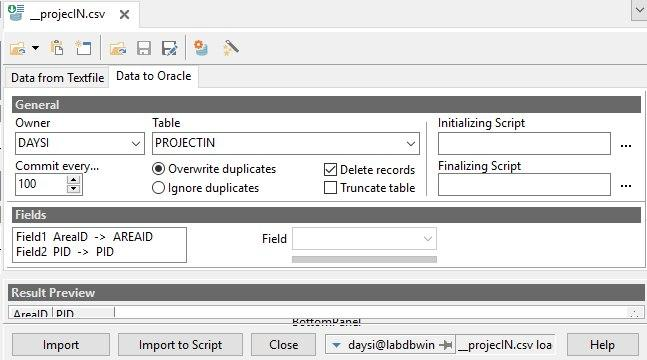 __projecIN.csv
Data from Textfile Data to Oracle
General
Owner Table Initializing Script
DAYSI PROJECTIN
Commit every... Overwrite duplicates Delete records Finalizing Script
100 Ignore duplicates Truncate table
...
...
Fields
Field1 AreaID -> AREAID Field
Field2 PID -> PID
Result Preview
AreaID PID
BottomPanel
Import Import to Script Close daysi@labdbwin __projecIN.csv loa Help